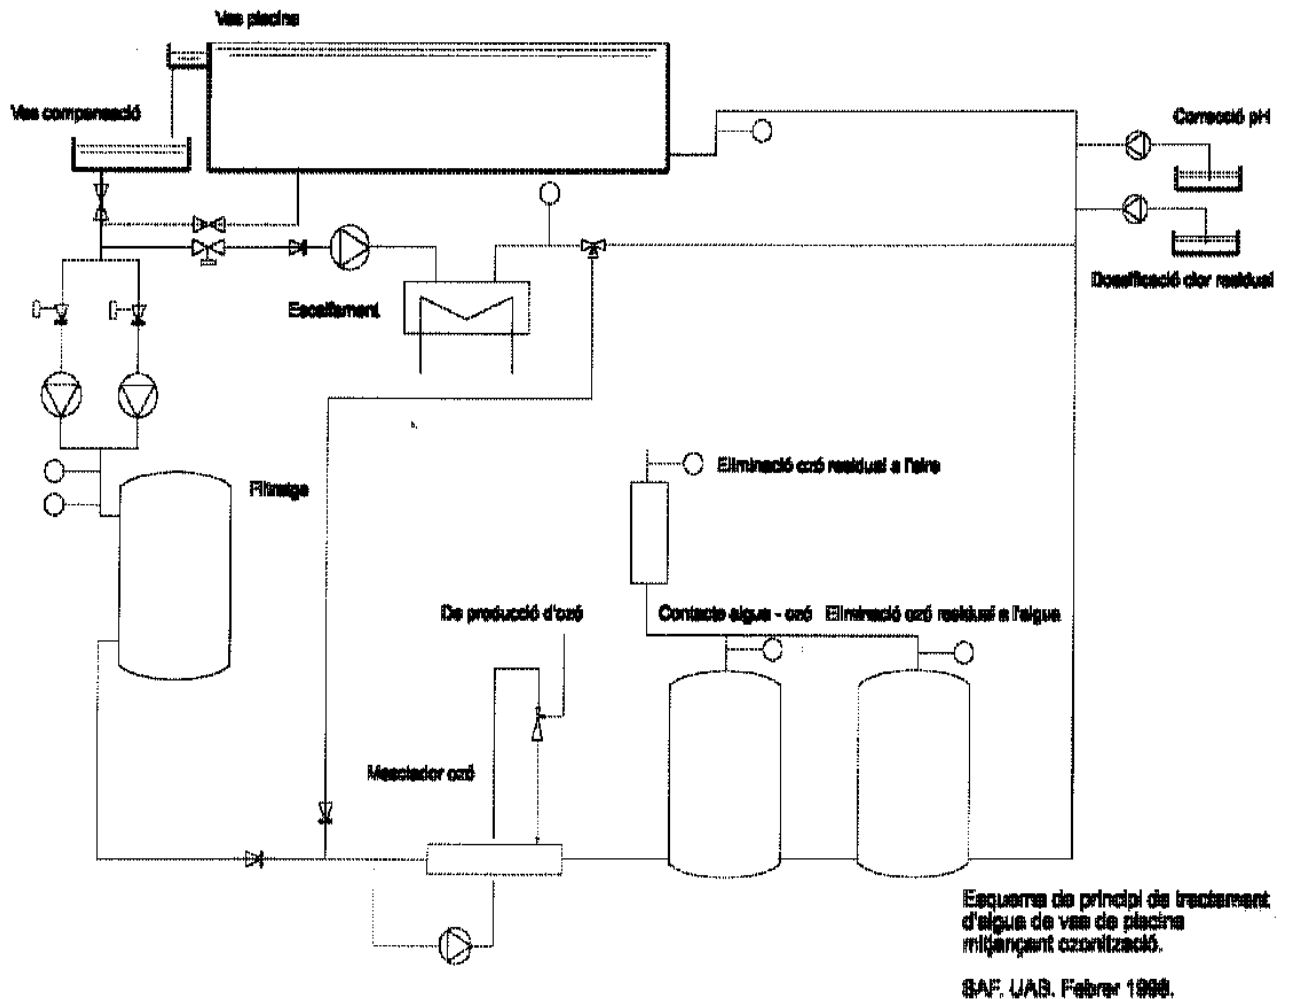 Vas piscina
Vas compensació
Correcció pH
Dosificació clor residual
Escalfament
Filtratge
Eliminació ozó residual a l'aire
De producció d'ozó
Contacte aigua - ozó
Eliminació ozó residual a l'aigua
Mesclador ozó
Esquema de principi de tractament
d'aigua de vas de piscina
mitjançant ozonització.
SAF. UAB. Febrer 1998.